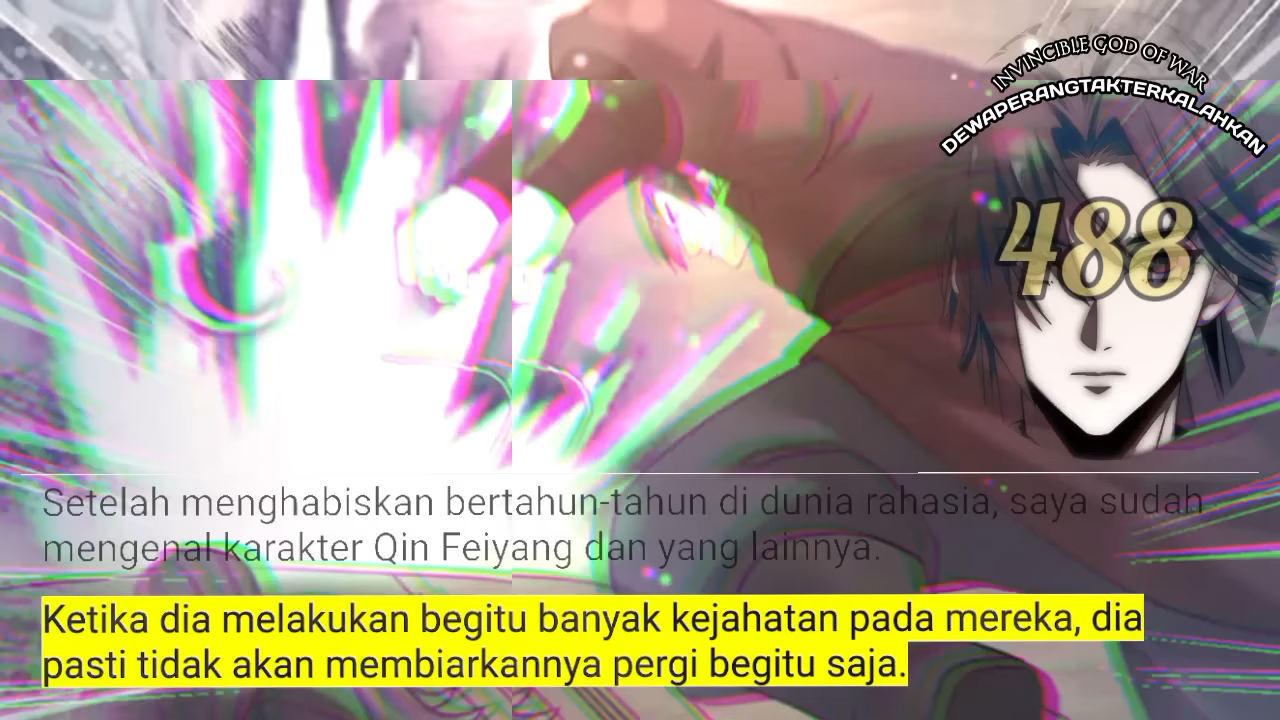 INVINCIBLE GOD OF WAR
DEWAPERANGTAKTERKALAHKAN
488
Setelah menghabiskan bertahun-tahun di dunia rahasia, saya sudah
mengenal karakter Qin Feiyang dan yang lainnya.
Ketika dia melakukan begitu banyak kejahatan pada mereka, dia
pasti tidak akan membiarkannya pergi begitu saja.